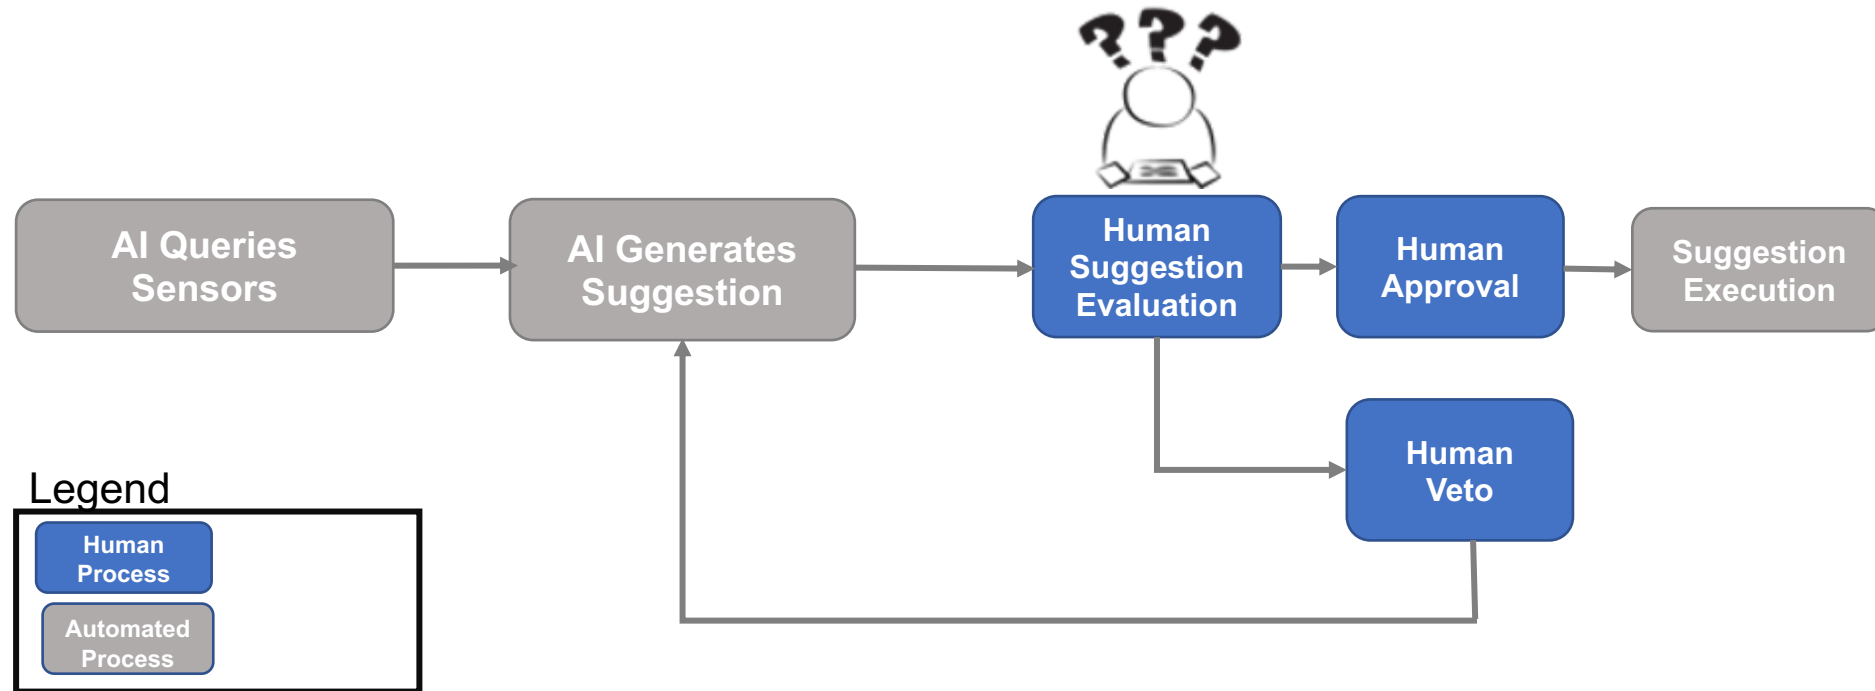 ???
AI Queries
Sensors
AI Generates
Suggestion
Human
Suggestion
Evaluation
Human
Approval
Suggestion
Execution
Human
Veto
Legend
Human
Process
Automated
Process